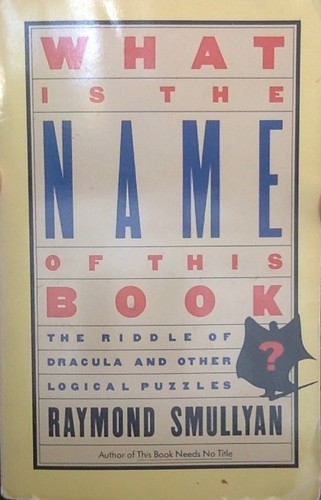 WHAT
IS THE
NAME
OF THIS
BOOK
THE RIDDLE OF
DRACULA AND OTHER
LOGICAL PUZZLES
?
RAYMOND SMULLYAN
Author of This Book Needs No Title